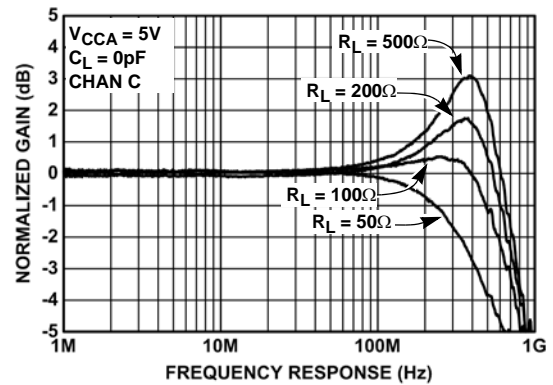 NORMALIZED GAIN (dB)
5
4
3
2
1
0
-1
-2
-3
-4
-5
V_CCA = 5V
C_L = 0pF
CHAN C
R_L = 500Ω
R_L = 200Ω
R_L = 100Ω
R_L = 50Ω
1M
10M
100M
1G
FREQUENCY RESPONSE (Hz)